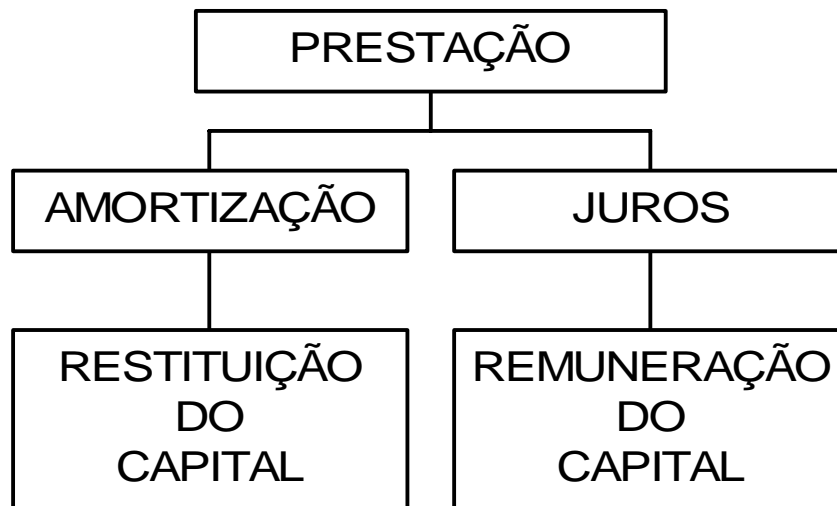 PRESTAÇÃO
AMORTIZAÇÃO
JUROS
RESTITUIÇÃO
DO
CAPITAL
REMUNERAÇÃO
DO
CAPITAL